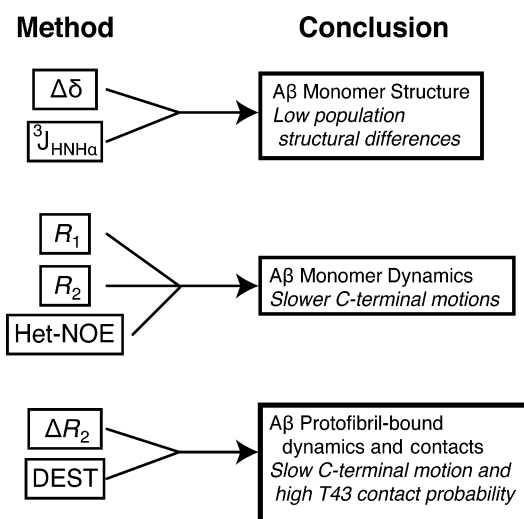 Method
Conclusion
Δδ
³J_HNHα
Aβ Monomer Structure
Low population
structural differences
R₁
R₂
Het-NOE
Aβ Monomer Dynamics
Slower C-terminal motions
ΔR₂
DEST
Aβ Protofibril-bound
dynamics and contacts
Slow C-terminal motion and
high T43 contact probability